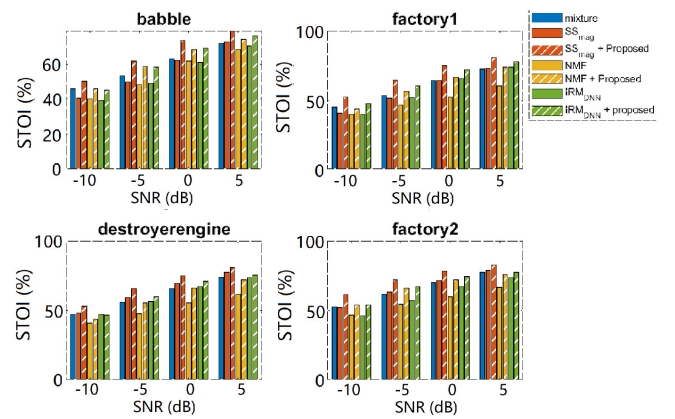 babble
STOI (%)
60
40
20
0
-10 -5 0 5
SNR (dB)
factory1
STOI (%)
100
50
0
-10 -5 0 5
SNR (dB)
mixture
SSmag
SSmag + Proposed
NMF
NMF + Proposed
IRMDNN
IRMDNN + proposed
destroyerengine
STOI (%)
100
50
0
-10 -5 0 5
SNR (dB)
factory2
STOI (%)
100
50
0
-10 -5 0 5
SNR (dB)